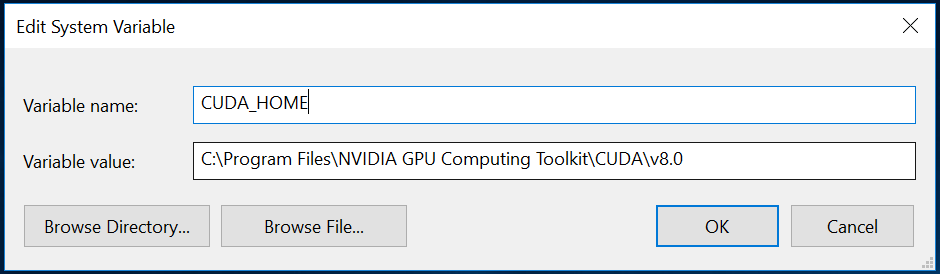 Edit System Variable
Variable name:
CUDA_HOME
Variable value:
C:\Program Files\NVIDIA GPU Computing Toolkit\CUDA\v8.0
Browse Directory...
Browse File...
OK
Cancel